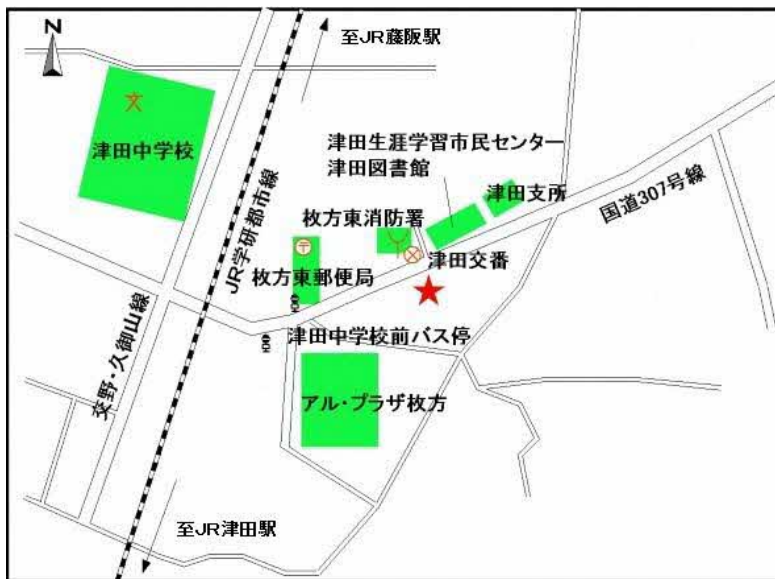 N
至JR藤阪駅
文
津田中学校
津田生涯学習市民センター
津田図書館
津田支所
国道307号線
枚方東消防署
JR学研都市線
津田交番
枚方東郵便局
津田中学校前バス停
交野・久御山線
アル・プラザ枚方
至JR津田駅